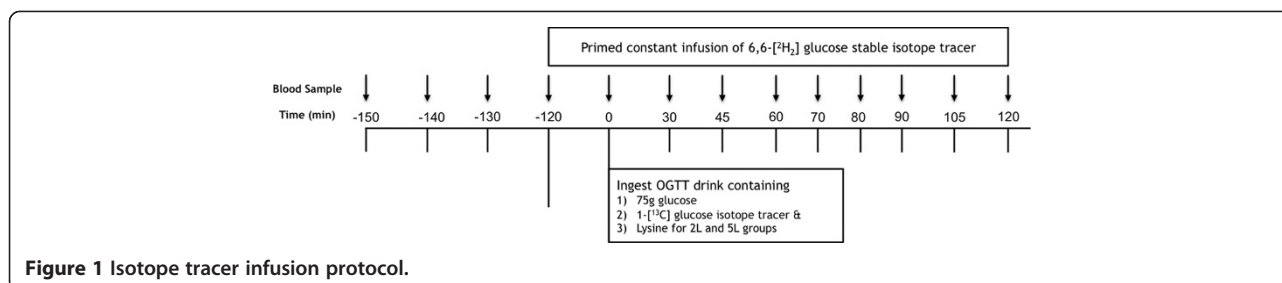 Primed constant infusion of 6,6-[²H₂] glucose stable isotope tracer
Blood Sample
Time (min) -150 -140 -130 -120 0 30 45 60 70 80 90 105 120
Ingest OGTT drink containing
1) 75g glucose
2) 1-[¹³C] glucose isotope tracer &
3) Lysine for 2L and 5L groups
Figure 1 Isotope tracer infusion protocol.